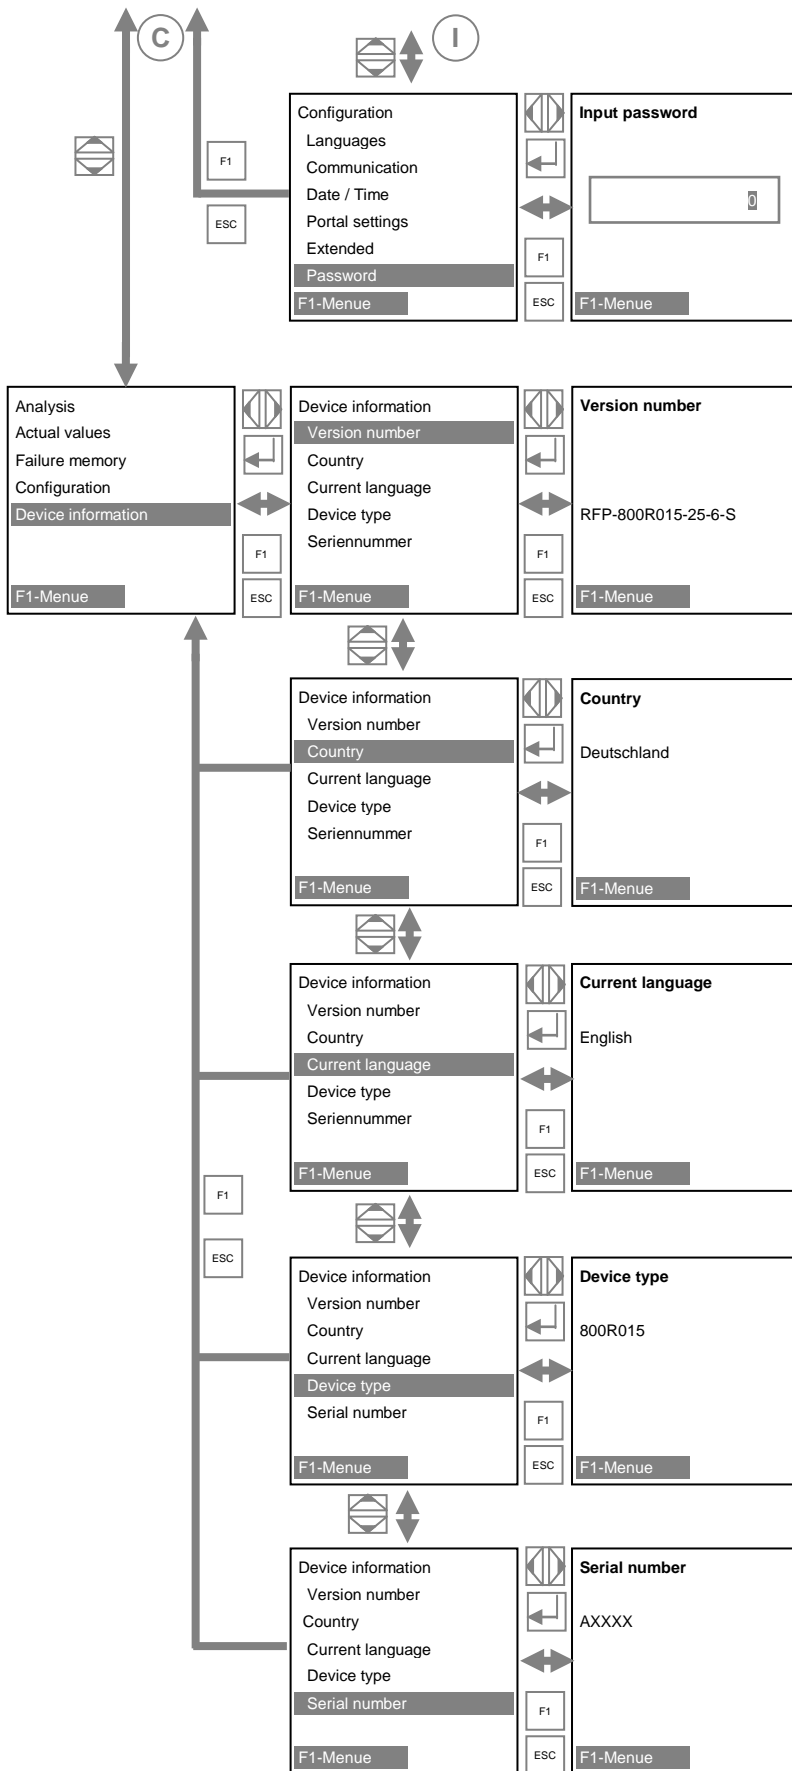 C
I
Configuration
Languages
Communication
Date / Time
Portal settings
Extended
Password
F1-Menue
F1
ESC
F1
ESC
Input password
0
F1-Menue
Analysis
Actual values
Failure memory
Configuration
Device information
F1-Menue
F1
ESC
Device information
Version number
Country
Current language
Device type
Seriennummer
F1-Menue
F1
ESC
Version number
RFP-800R015-25-6-S
F1-Menue
Device information
Version number
Country
Current language
Device type
Seriennummer
F1-Menue
F1
ESC
Country
Deutschland
F1-Menue
Device information
Version number
Country
Current language
Device type
Seriennummer
F1-Menue
F1
ESC
Current language
English
F1-Menue
F1
ESC
Device information
Version number
Country
Current language
Device type
Serial number
F1-Menue
F1
ESC
Device type
800R015
F1-Menue
Device information
Version number
Country
Current language
Device type
Serial number
F1-Menue
F1
ESC
Serial number
AXXXX
F1-Menue